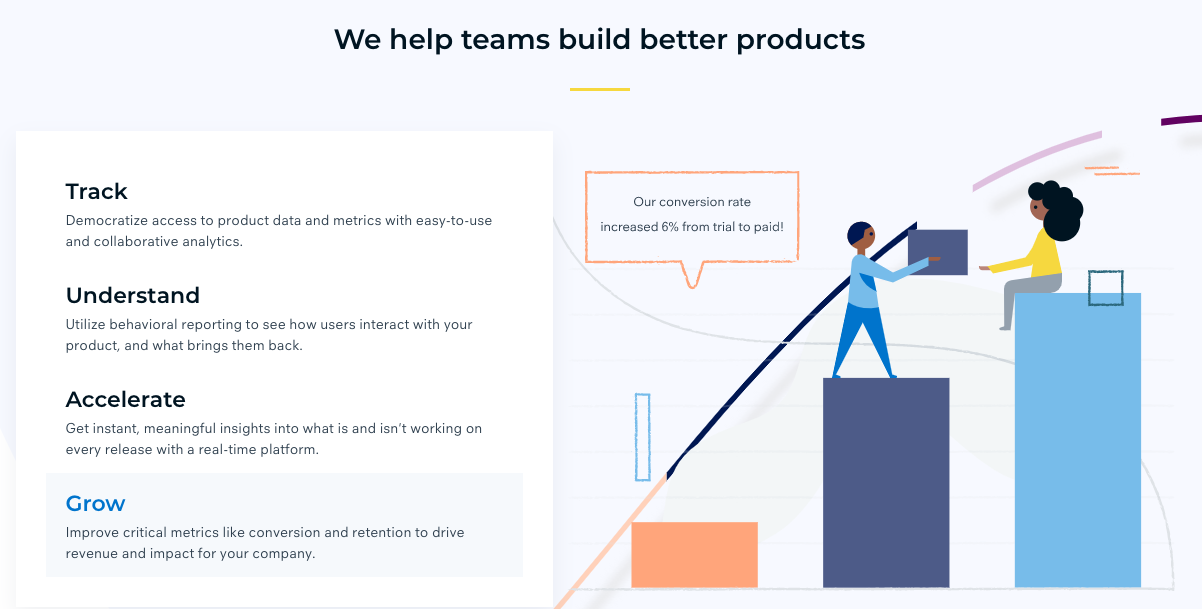 We help teams build better products
Track
Democratize access to product data and metrics with easy-to-use
and collaborative analytics.
Understand
Utilize behavioral reporting to see how users interact with your
product, and what brings them back.
Accelerate
Get instant, meaningful insights into what is and isn’t working on
every release with a real-time platform.
Grow
Improve critical metrics like conversion and retention to drive
revenue and impact for your company.
Our conversion rate
increased 6% from trial to paid!